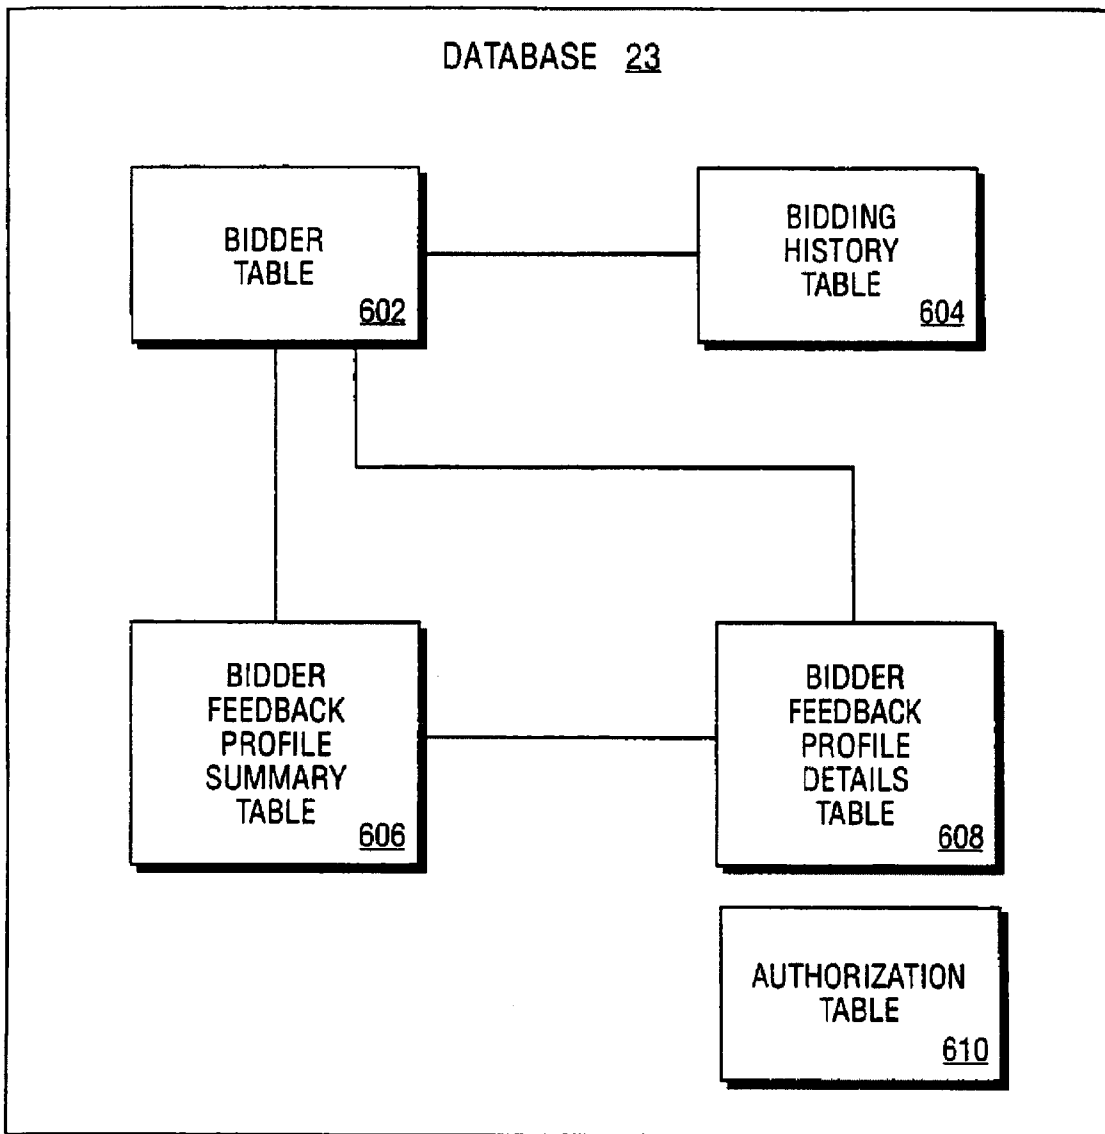 DATABASE 23
BIDDER
TABLE
602
BIDDING
HISTORY
TABLE
604
BIDDER
FEEDBACK
PROFILE
SUMMARY
TABLE
606
BIDDER
FEEDBACK
PROFILE
DETAILS
TABLE
608
AUTHORIZATION
TABLE
610